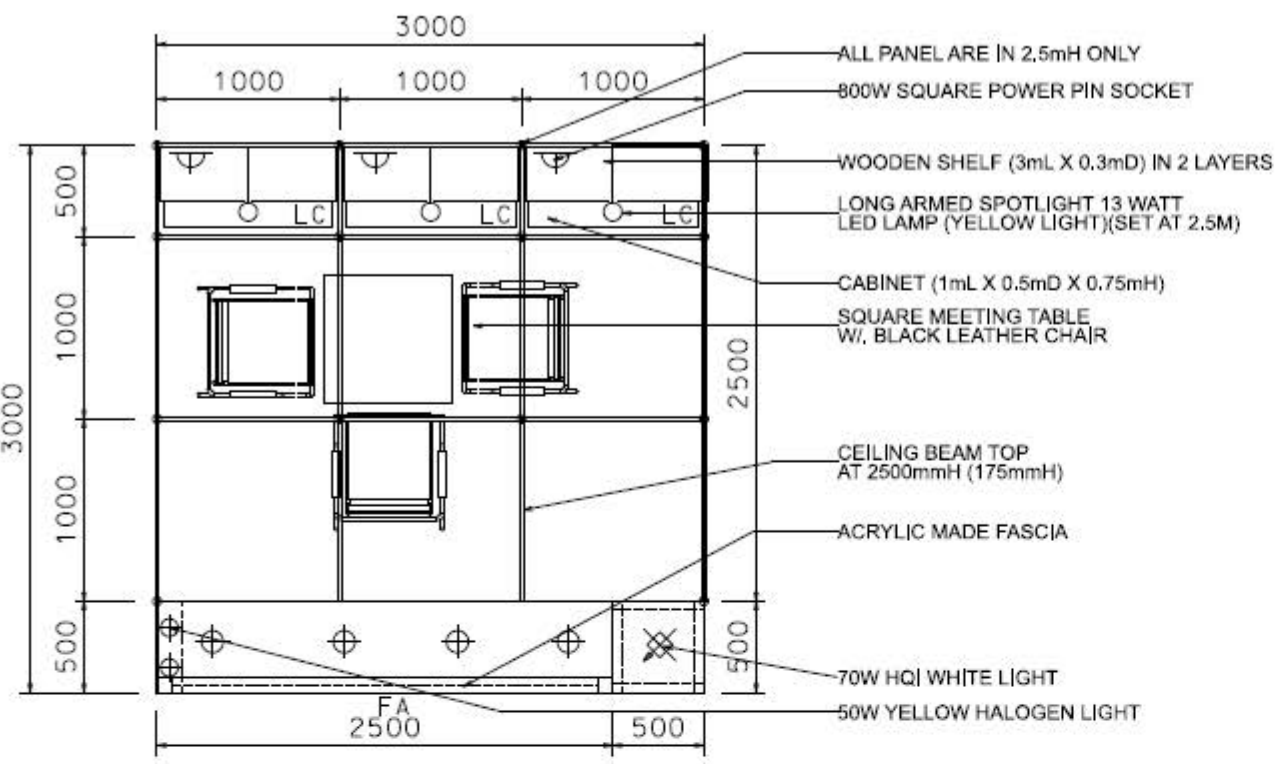 3000
1000 1000 1000
ALL PANEL ARE IN 2.5mH ONLY
800W SQUARE POWER PIN SOCKET
WOODEN SHELF (3mL X 0.3mD) IN 2 LAYERS
LONG ARMED SPOTLIGHT 13 WATT
LED LAMP (YELLOW LIGHT)(SET AT 2.5M)
CABINET (1mL X 0.5mD X 0.75mH)
SQUARE MEETING TABLE
W/. BLACK LEATHER CHAIR
CEILING BEAM TOP
AT 2500mmH (175mmH)
ACRYLIC MADE FASCIA
70W HQI WHITE LIGHT
50W YELLOW HALOGEN LIGHT
3000
500
1000
1000
500
LC LC LC
2500
500
FA
2500 500